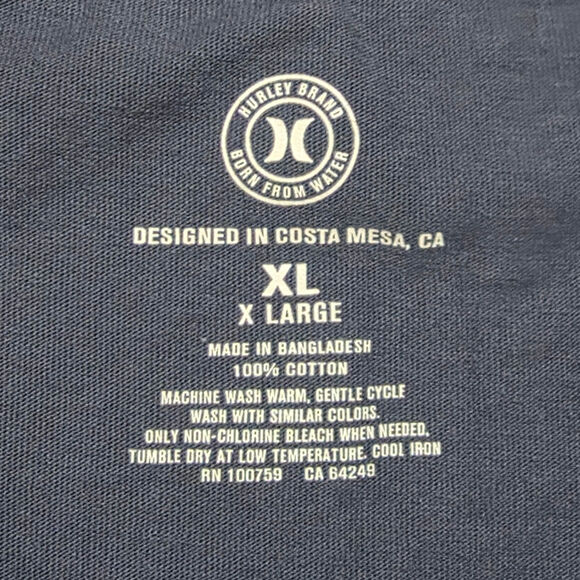 HURLEY BRAND
BORN FROM WATER
DESIGNED IN COSTA MESA, CA
XL
X LARGE
MADE IN BANGLADESH
100% COTTON
MACHINE WASH WARM, GENTLE CYCLE
WASH WITH SIMILAR COLORS.
ONLY NON-CHLORINE BLEACH WHEN NEEDED,
TUMBLE DRY AT LOW TEMPERATURE. COOL IRON
RN 100759 CA 64249